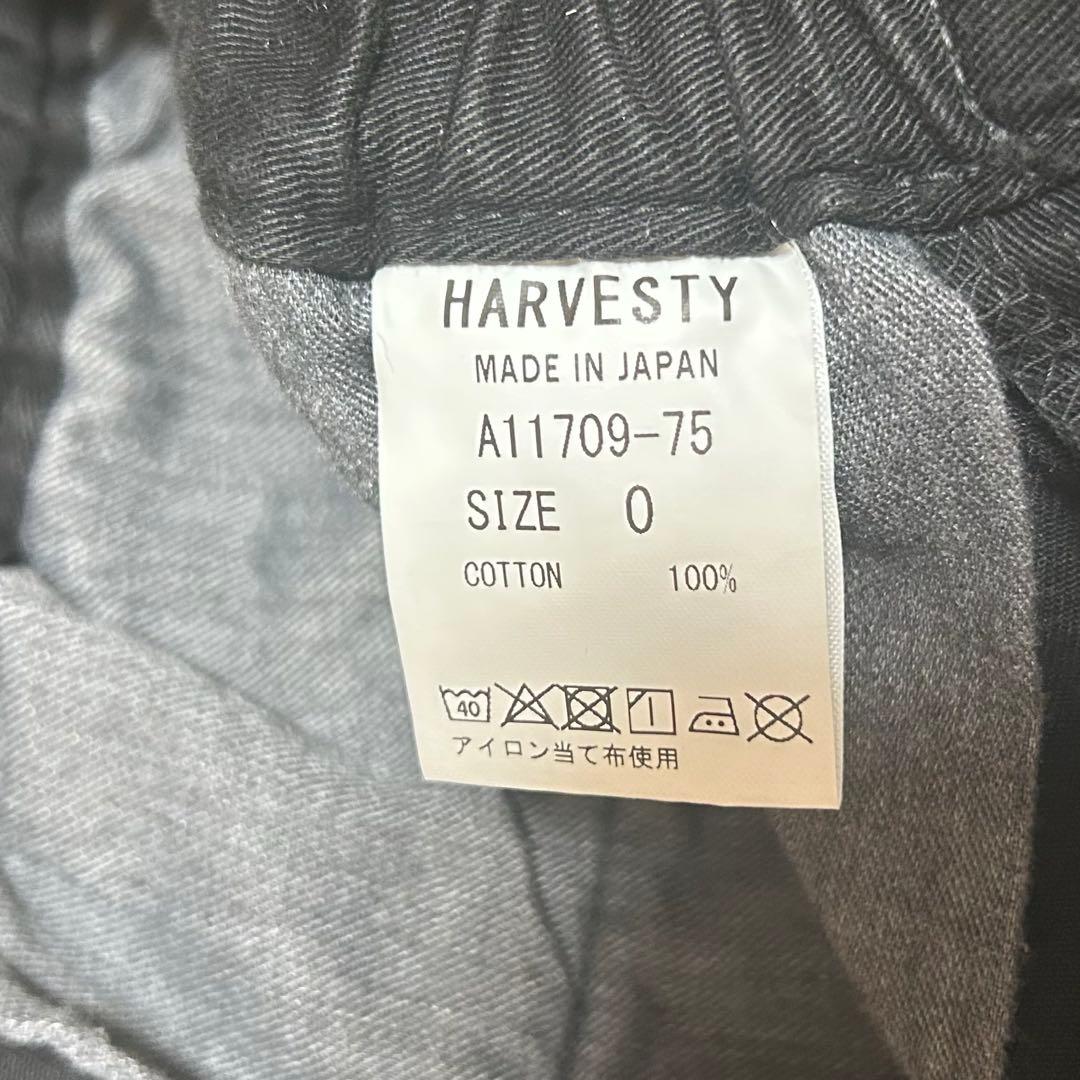 HARVESTY
MADE IN JAPAN
A11709-75
SIZE 0
COTTON 100%
40
アイロン当て布使用